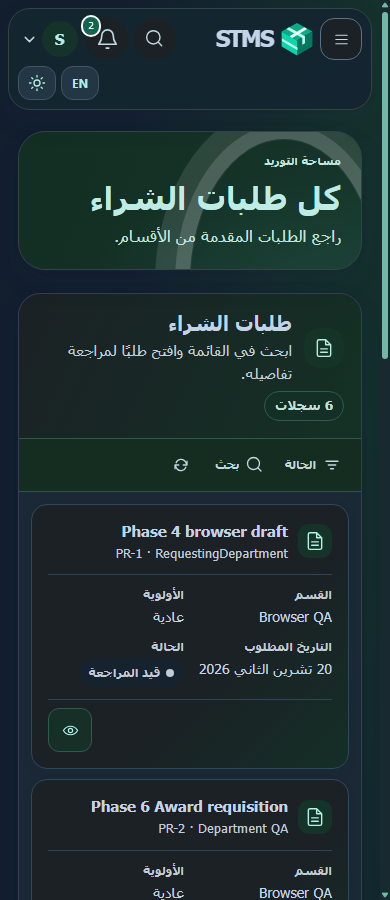 STMS
2
S
EN
مساحة التوريد
كل طلبات الشراء
راجع الطلبات المقدمة من الأقسام.
طلبات الشراء
ابحث في القائمة وافتح طلبًا لمراجعة
تفاصيله.
6 سجلات
الحالة
بحث
Phase 4 browser draft
PR-1 · RequestingDepartment
القسم
الأولوية
Browser QA
عادية
التاريخ المطلوب
الحالة
20 تشرين الثاني 2026
قيد المراجعة
Phase 6 Award requisition
PR-2 · Department QA
القسم
الأولوية
Browser QA
عادية